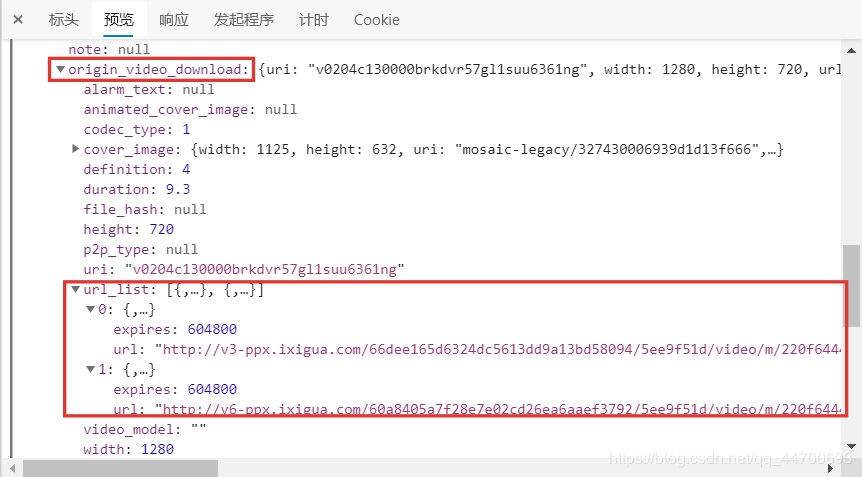 × 标头 预览 响应 发起程序 计时 Cookie
note: null
▼origin_video_download: {uri: "v0204c130000brkdvr57gl1suu6361ng", width: 1280, height: 720, url
alarm_text: null
animated_cover_image: null
codec_type: 1
▶cover_image: {width: 1125, height: 632, uri: "mosaic-legacy/327430006939d1d13f666",…}
definition: 4
duration: 9.3
file_hash: null
height: 720
p2p_type: null
uri: "v0204c130000brkdvr57gl1suu6361ng"
▼url_list: [{,…}, {,…}]
▼0: {,…}
expires: 604800
url: "http://v3-ppx.ixigua.com/66dee165d6324dc5613dd9a13bd58094/5ee9f51d/video/m/220f644
▼1: {,…}
expires: 604800
url: "http://v6-ppx.ixigua.com/60a8405a7f28e7e02cd26ea6aaef3792/5ee9f51d/video/m/220f644
video_model: ""
width: 1280
https://blog.csdn.net/qq_44700693